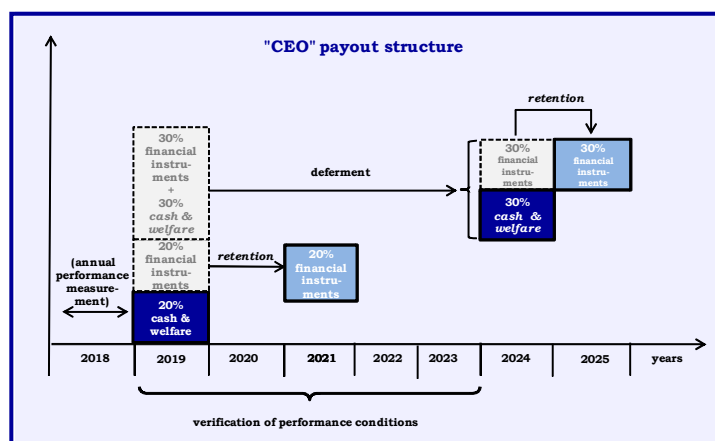 "CEO" payout structure
retention
30%
financial
instru-
ments
+
30%
cash &
welfare
deferment
30%
financial
instru-
ments
30%
financial
instru-
ments
30%
cash &
welfare
20%
financial
instru-
ments
retention
20%
financial
instru-
ments
(annual
performance
measure-
ment)
20%
cash &
welfare
2018 2019 2020 2021 2022 2023 2024 2025 years
verification of performance conditions